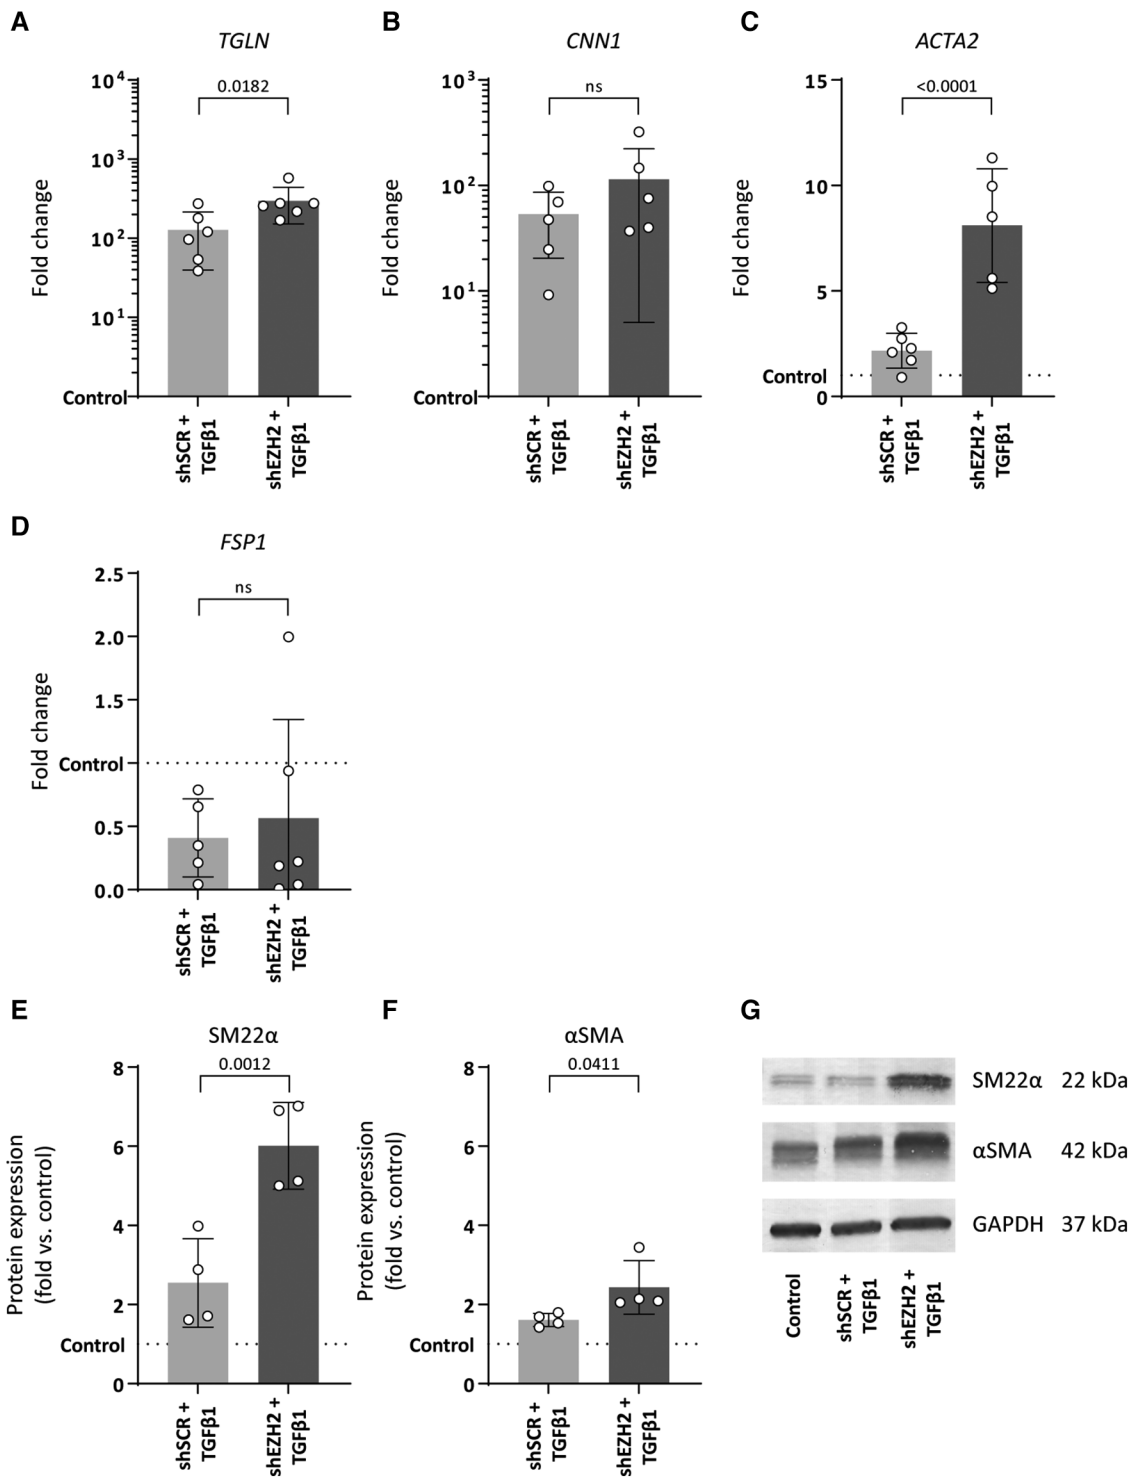 A
TGLN
Fold change
10⁴
10³
10²
10¹
Control
0.0182
shSCR +
TGFβ1
shEZH2 +
TGFβ1
B
CNN1
Fold change
10³
10²
10¹
Control
ns
shSCR +
TGFβ1
shEZH2 +
TGFβ1
C
ACTA2
Fold change
15
10
5
Control
0
<0.0001
shSCR +
TGFβ1
shEZH2 +
TGFβ1
D
FSP1
Fold change
2.5
2.0
1.5
Control
0.5
0.0
ns
shSCR +
TGFβ1
shEZH2 +
TGFβ1
E
SM22α
Protein expression
(fold vs. control)
8
6
4
2
Control
0
0.0012
shSCR +
TGFβ1
shEZH2 +
TGFβ1
F
αSMA
Protein expression
(fold vs. control)
8
6
4
2
Control
0
0.0411
shSCR +
TGFβ1
shEZH2 +
TGFβ1
G
SM22α 22 kDa
αSMA 42 kDa
GAPDH 37 kDa
Control
shSCR +
TGFβ1
shEZH2 +
TGFβ1